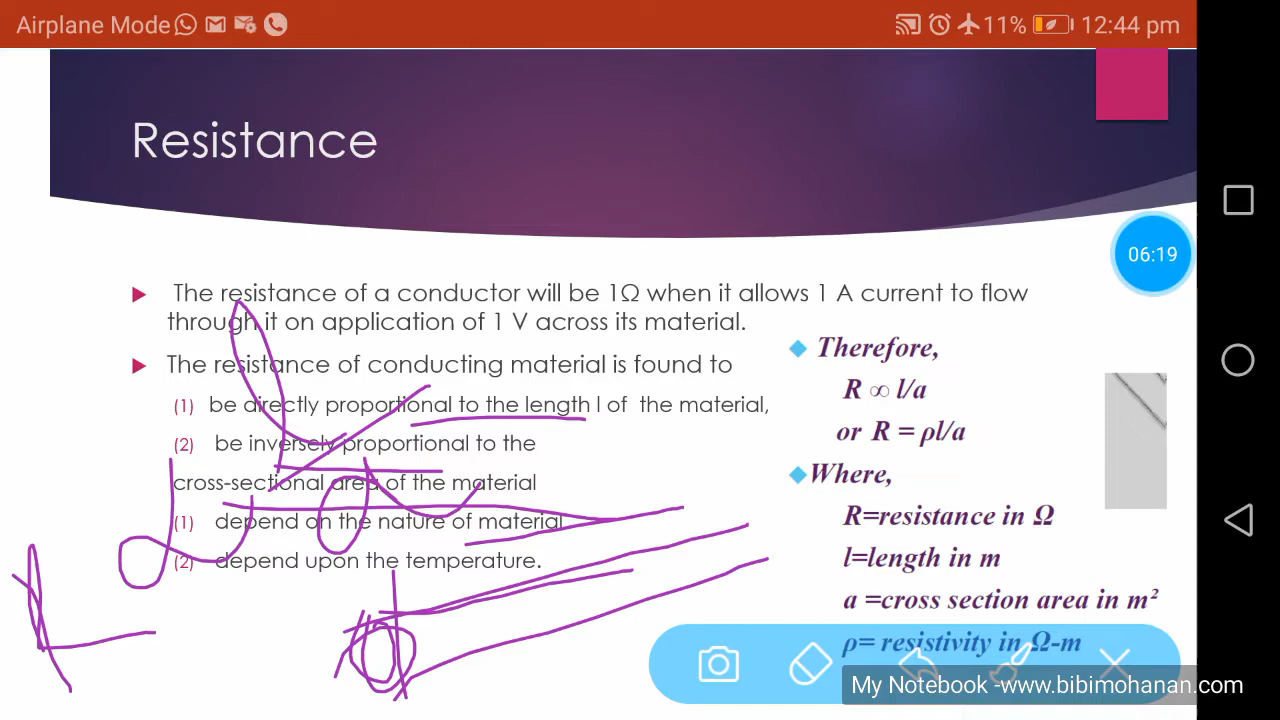 Airplane Mode 11% 12:44 pm
Resistance
06:19
The resistance of a conductor will be 1Ω when it allows 1 A current to flow
through it on application of 1 V across its material.
The resistance of conducting material is found to
(1) be directly proportional to the length l of the material,
(2) be inversely proportional to the
cross-sectional area of the material
(1) depend on the nature of material
(2) depend upon the temperature.
Therefore,
R ∞ l/a
or R = ρl/a
Where,
R=resistance in Ω
l=length in m
a =cross section area in m²
ρ= resistivity in Ω-m
My Notebook -www.bibimohanan.com